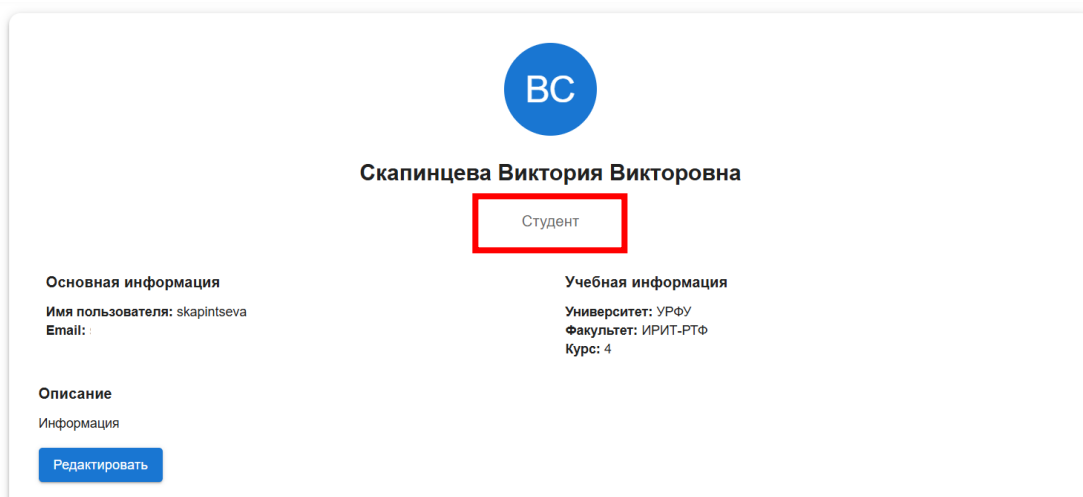 ВС
Скапинцева Виктория Викторовна
Студент
Основная информация
Имя пользователя: skapintseva
Email:
Учебная информация
Университет: УРФУ
Факультет: ИРИТ-РТФ
Курс: 4
Описание
Информация
Редактировать